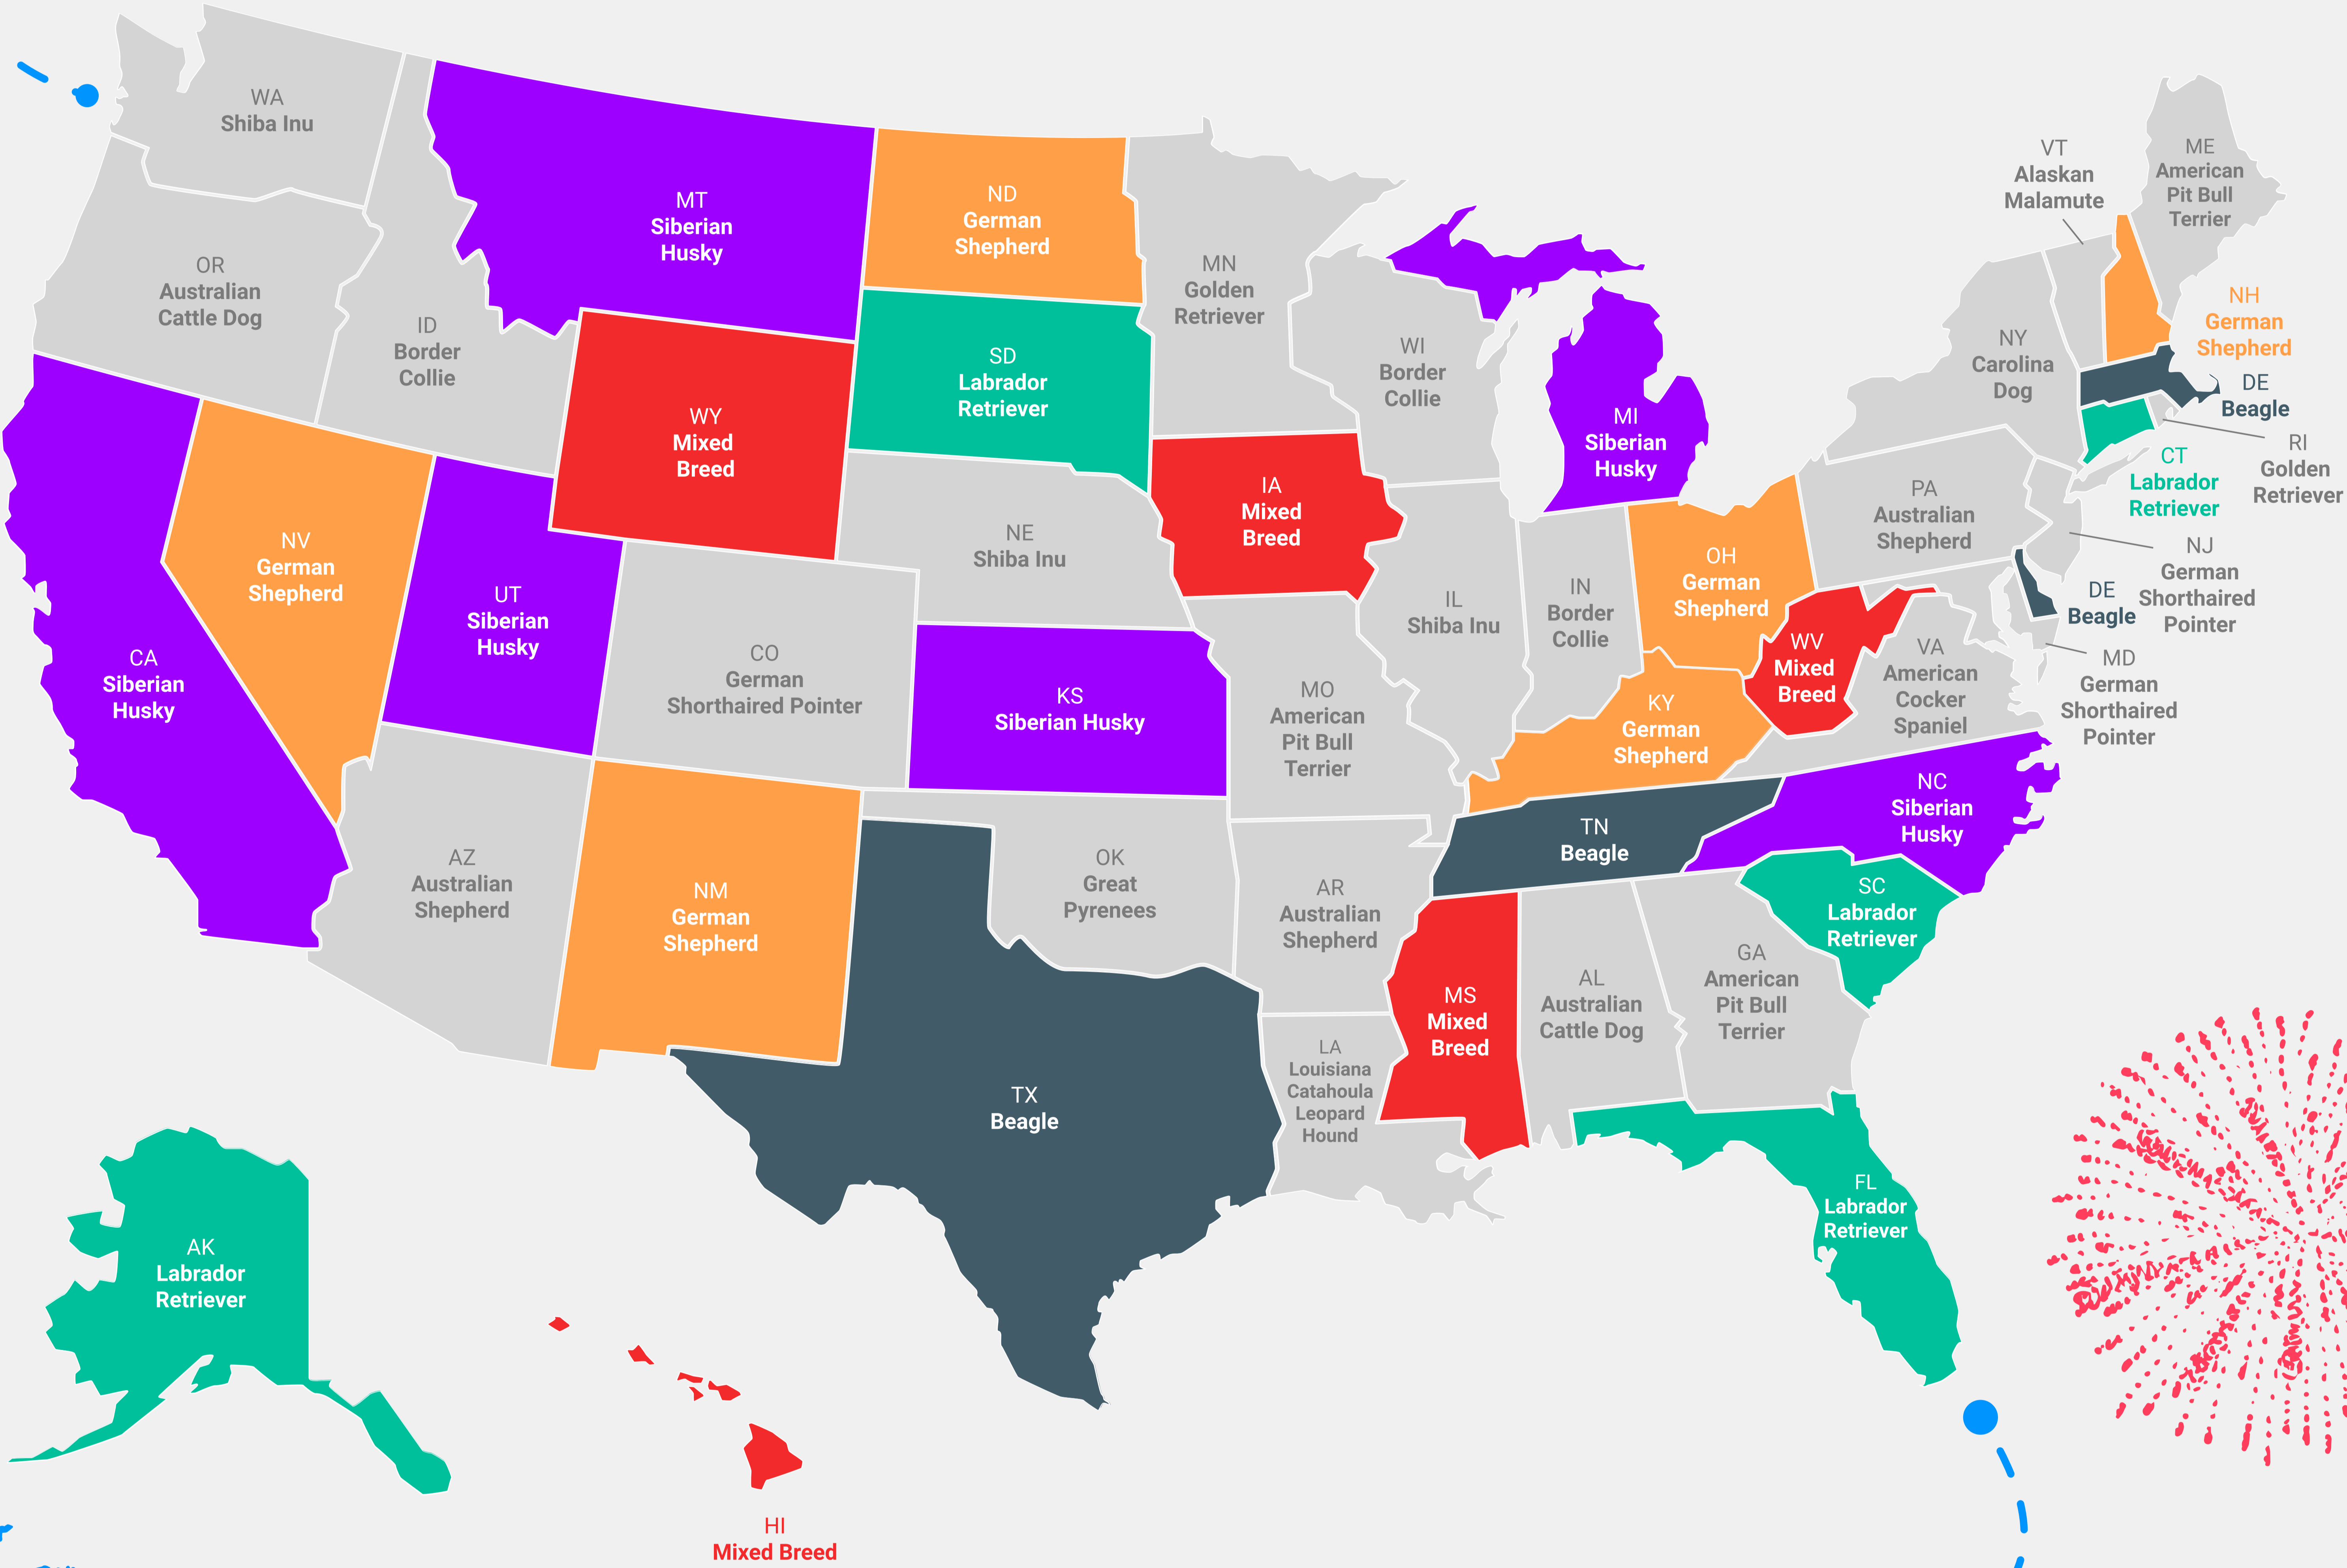 WA
Shiba Inu
OR
Australian
Cattle Dog
ID
Border
Collie
MT
Siberian
Husky
ND
German
Shepherd
MN
Golden
Retriever
WI
Border
Collie
VT
Alaskan
Malamute
ME
American
Pit Bull
Terrier
NH
German
Shepherd
NY
Carolina
Dog
DE
Beagle
RI
Golden
Retriever
CT
Labrador
Retriever
WY
Mixed
Breed
SD
Labrador
Retriever
MI
Siberian
Husky
IA
Mixed
Breed
NE
Shiba Inu
PA
Australian
Shepherd
NJ
German
Shorthaired
Pointer
DE
Beagle
MD
German
Shorthaired
Pointer
NV
German
Shepherd
UT
Siberian
Husky
CA
Siberian
Husky
CO
German
Shorthaired Pointer
KS
Siberian Husky
MO
American
Pit Bull
Terrier
IL
Shiba Inu
IN
Border
Collie
OH
German
Shepherd
WV
Mixed
Breed
VA
American
Cocker
Spaniel
KY
German
Shepherd
NC
Siberian
Husky
TN
Beagle
AZ
Australian
Shepherd
NM
German
Shepherd
OK
Great
Pyrenees
AR
Australian
Shepherd
SC
Labrador
Retriever
MS
Mixed
Breed
AL
Australian
Cattle Dog
GA
American
Pit Bull
Terrier
LA
Louisiana
Catahoula
Leopard
Hound
TX
Beagle
FL
Labrador
Retriever
AK
Labrador
Retriever
HI
Mixed Breed